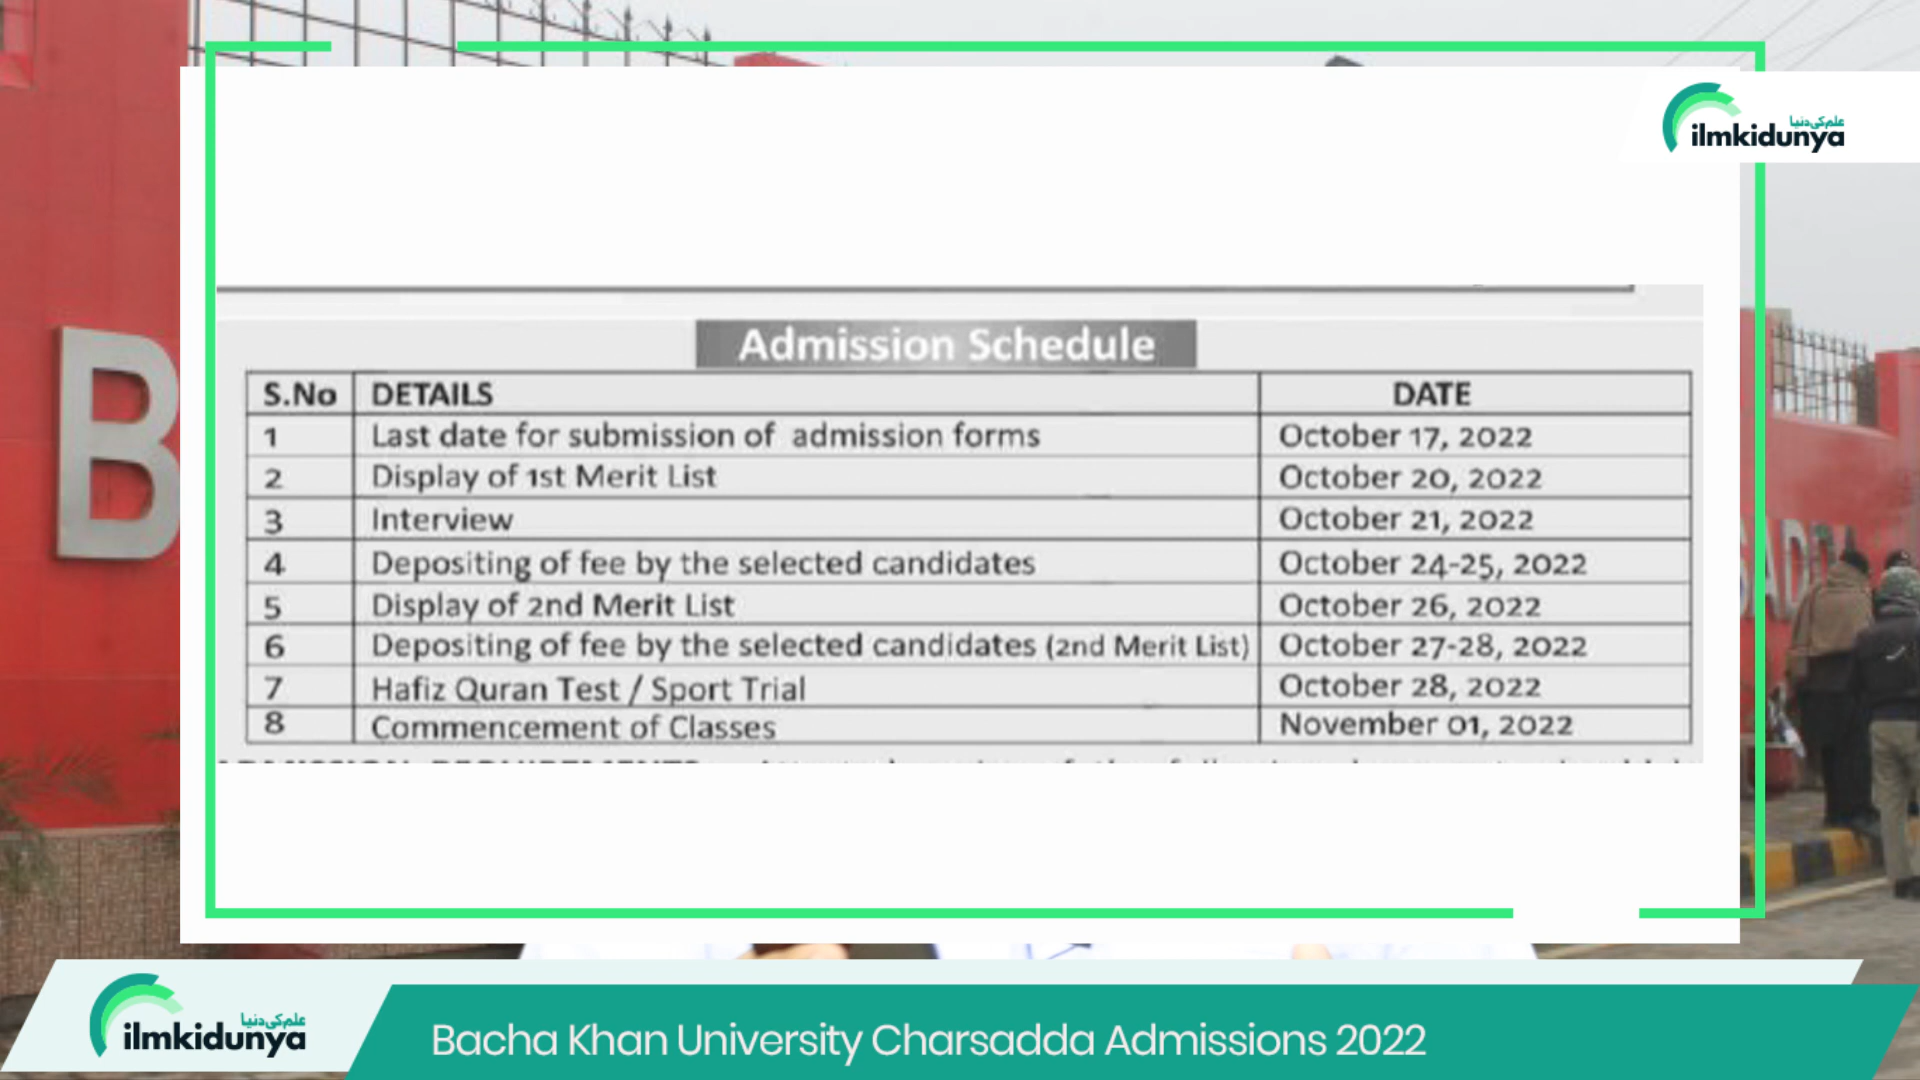 B
علم کی دنیا
ilmkidunya
Admission Schedule
S.No DETAILS DATE
1 Last date for submission of admission forms October 17, 2022
2 Display of 1st Merit List October 20, 2022
3 Interview October 21, 2022
4 Depositing of fee by the selected candidates October 24-25, 2022
5 Display of 2nd Merit List October 26, 2022
6 Depositing of fee by the selected candidates (2nd Merit List) October 27-28, 2022
7 Hafiz Quran Test / Sport Trial October 28, 2022
8 Commencement of Classes November 01, 2022
علم کی دنیا
ilmkidunya
Bacha Khan University Charsadda Admissions 2022